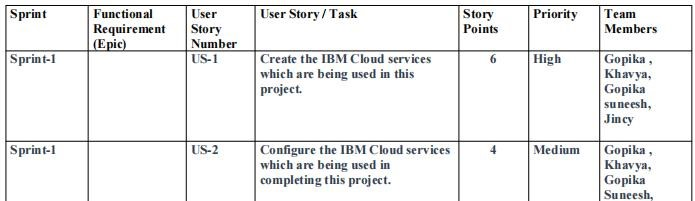 Sprint Functional Requirement (Epic) User Story Number User Story / Task Story Points Priority Team Members
Sprint-1 US-1 Create the IBM Cloud services which are being used in this project. 6 High Gopika , Khavya, Gopika suneesh, Jincy
Sprint-1 US-2 Configure the IBM Cloud services which are being used in completing this project. 4 Medium Gopika , Khavya, Gopika Suneesh,